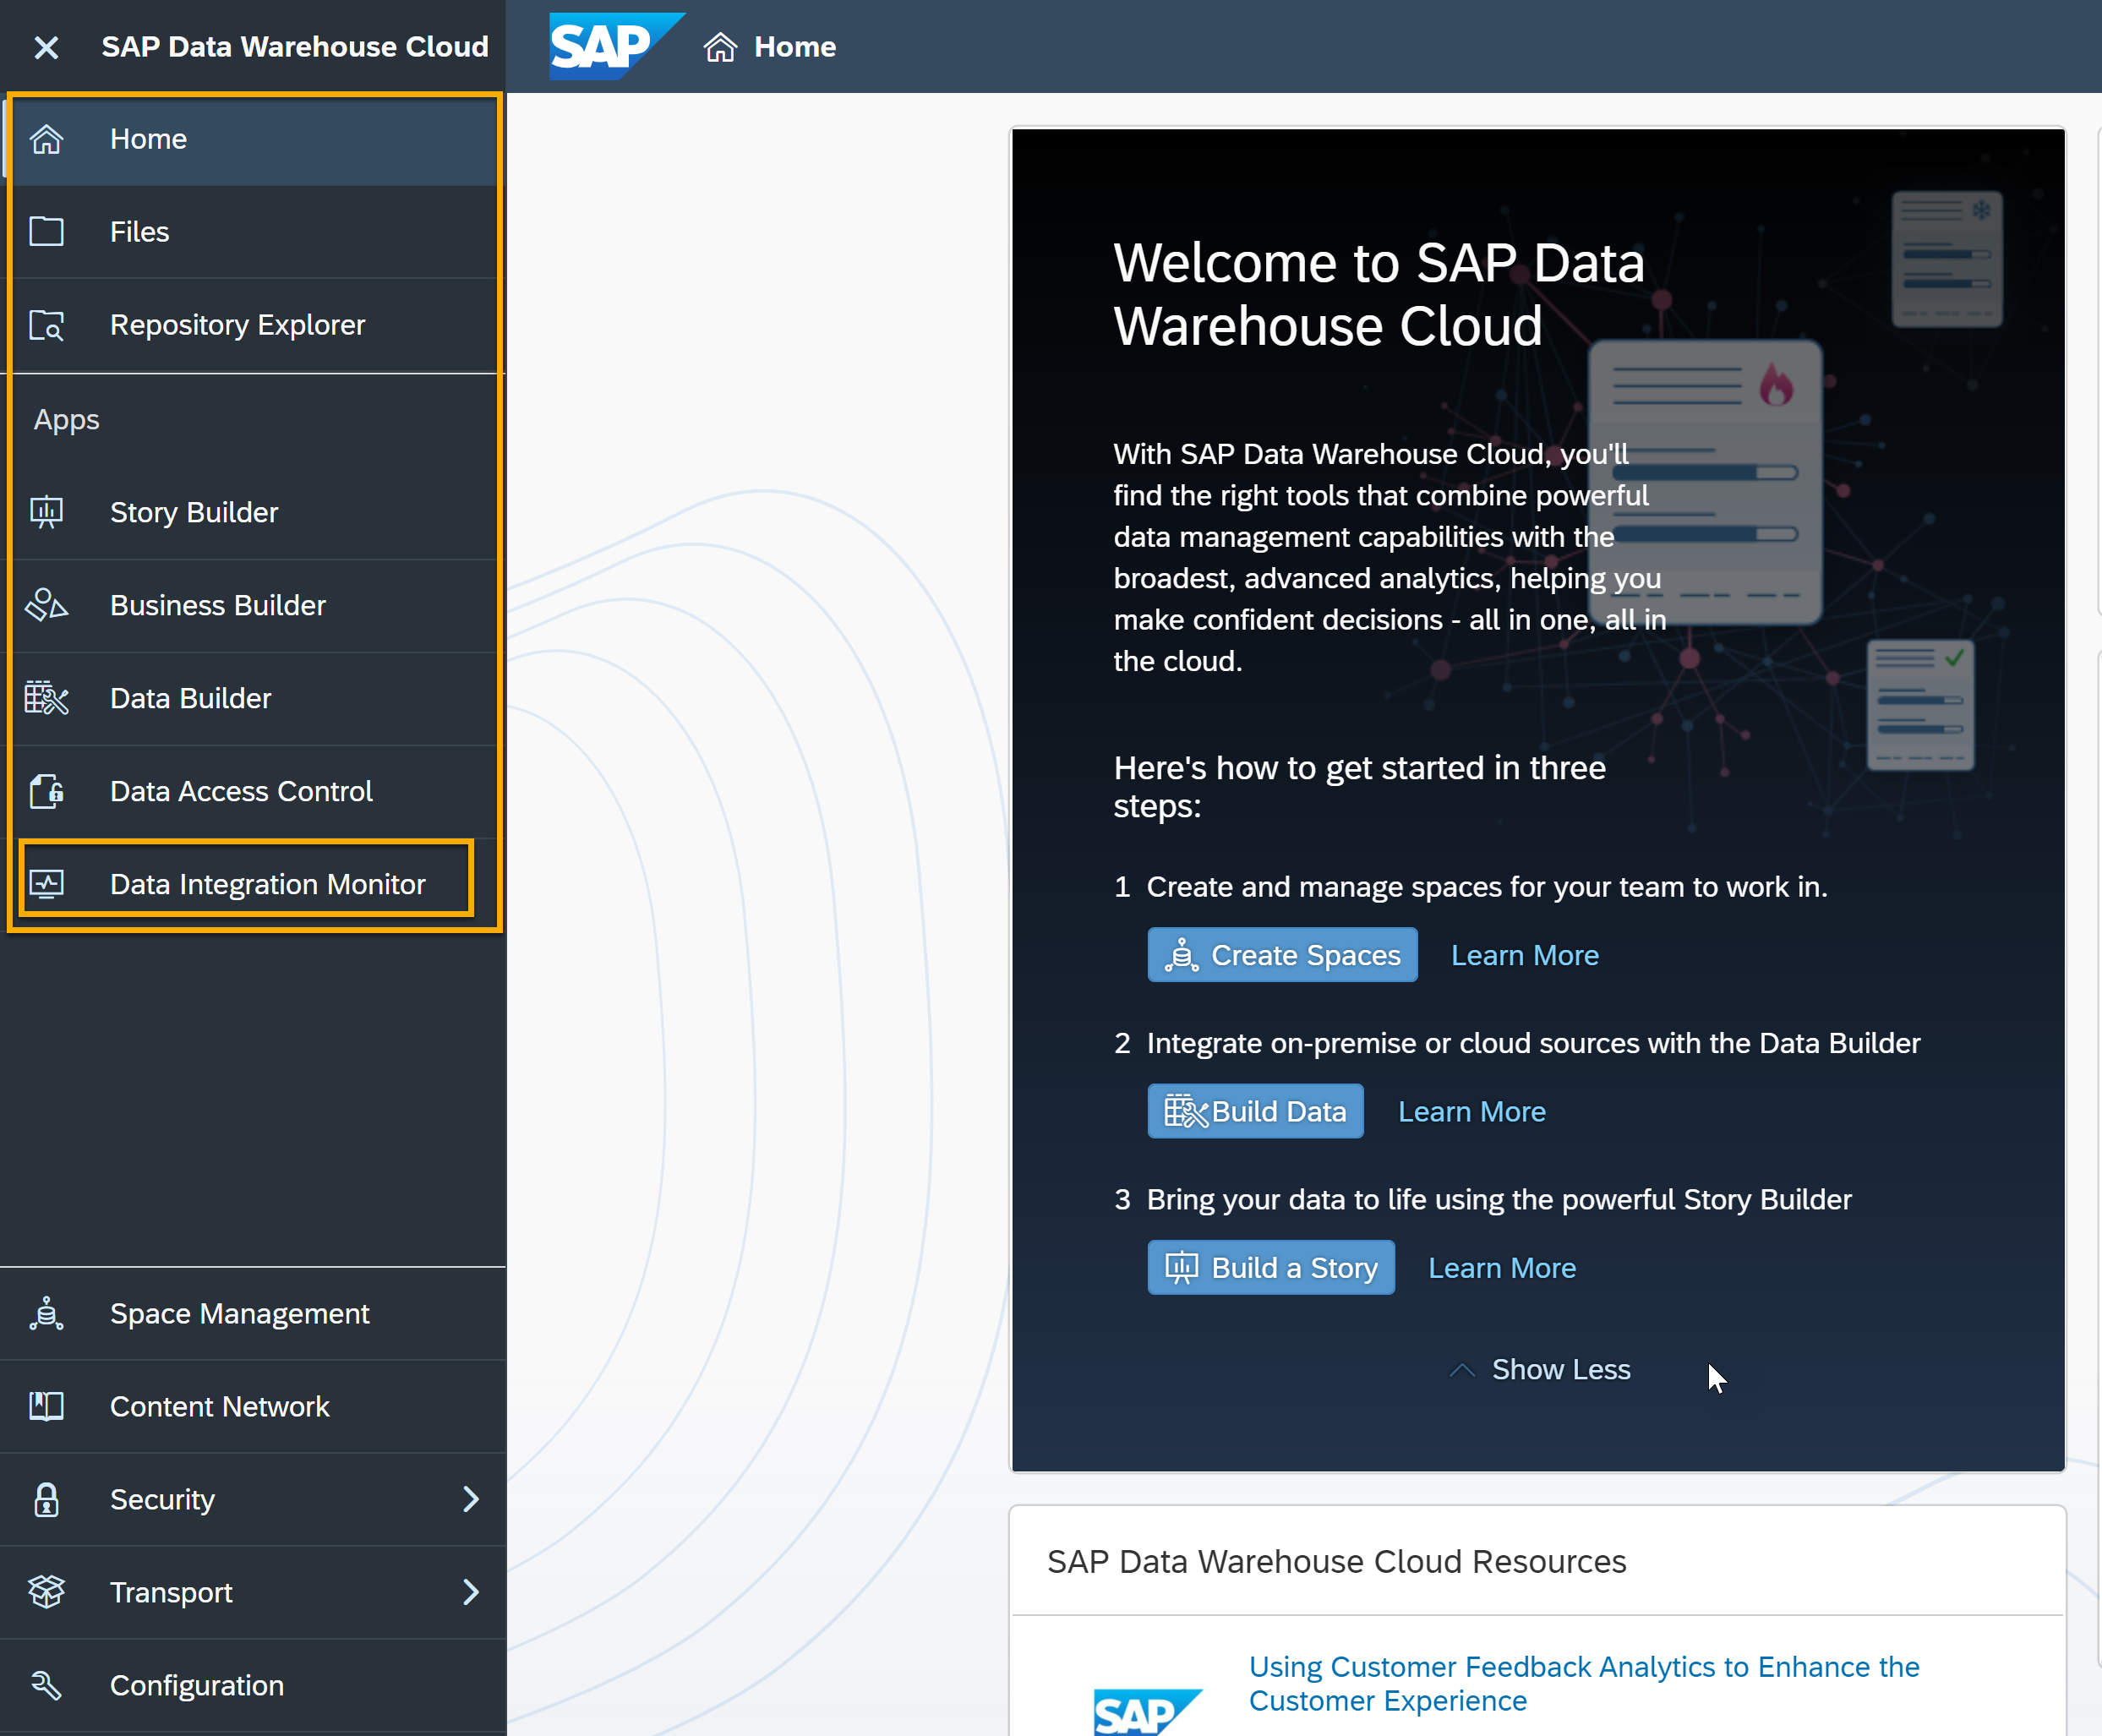 SAP Data Warehouse Cloud
SAP Home
Home
Files
Repository Explorer
Apps
Story Builder
Business Builder
Data Builder
Data Access Control
Data Integration Monitor
Space Management
Content Network
Security
Transport
Configuration
Welcome to SAP Data
Warehouse Cloud
With SAP Data Warehouse Cloud, you'll
find the right tools that combine powerful
data management capabilities with the
broadest, advanced analytics, helping you
make confident decisions - all in one, all in
the cloud.
Here's how to get started in three
steps:
1 Create and manage spaces for your team to work in.
Create Spaces Learn More
2 Integrate on-premise or cloud sources with the Data Builder
Build Data Learn More
3 Bring your data to life using the powerful Story Builder
Build a Story Learn More
Show Less
SAP Data Warehouse Cloud Resources
SAP
Using Customer Feedback Analytics to Enhance the
Customer Experience